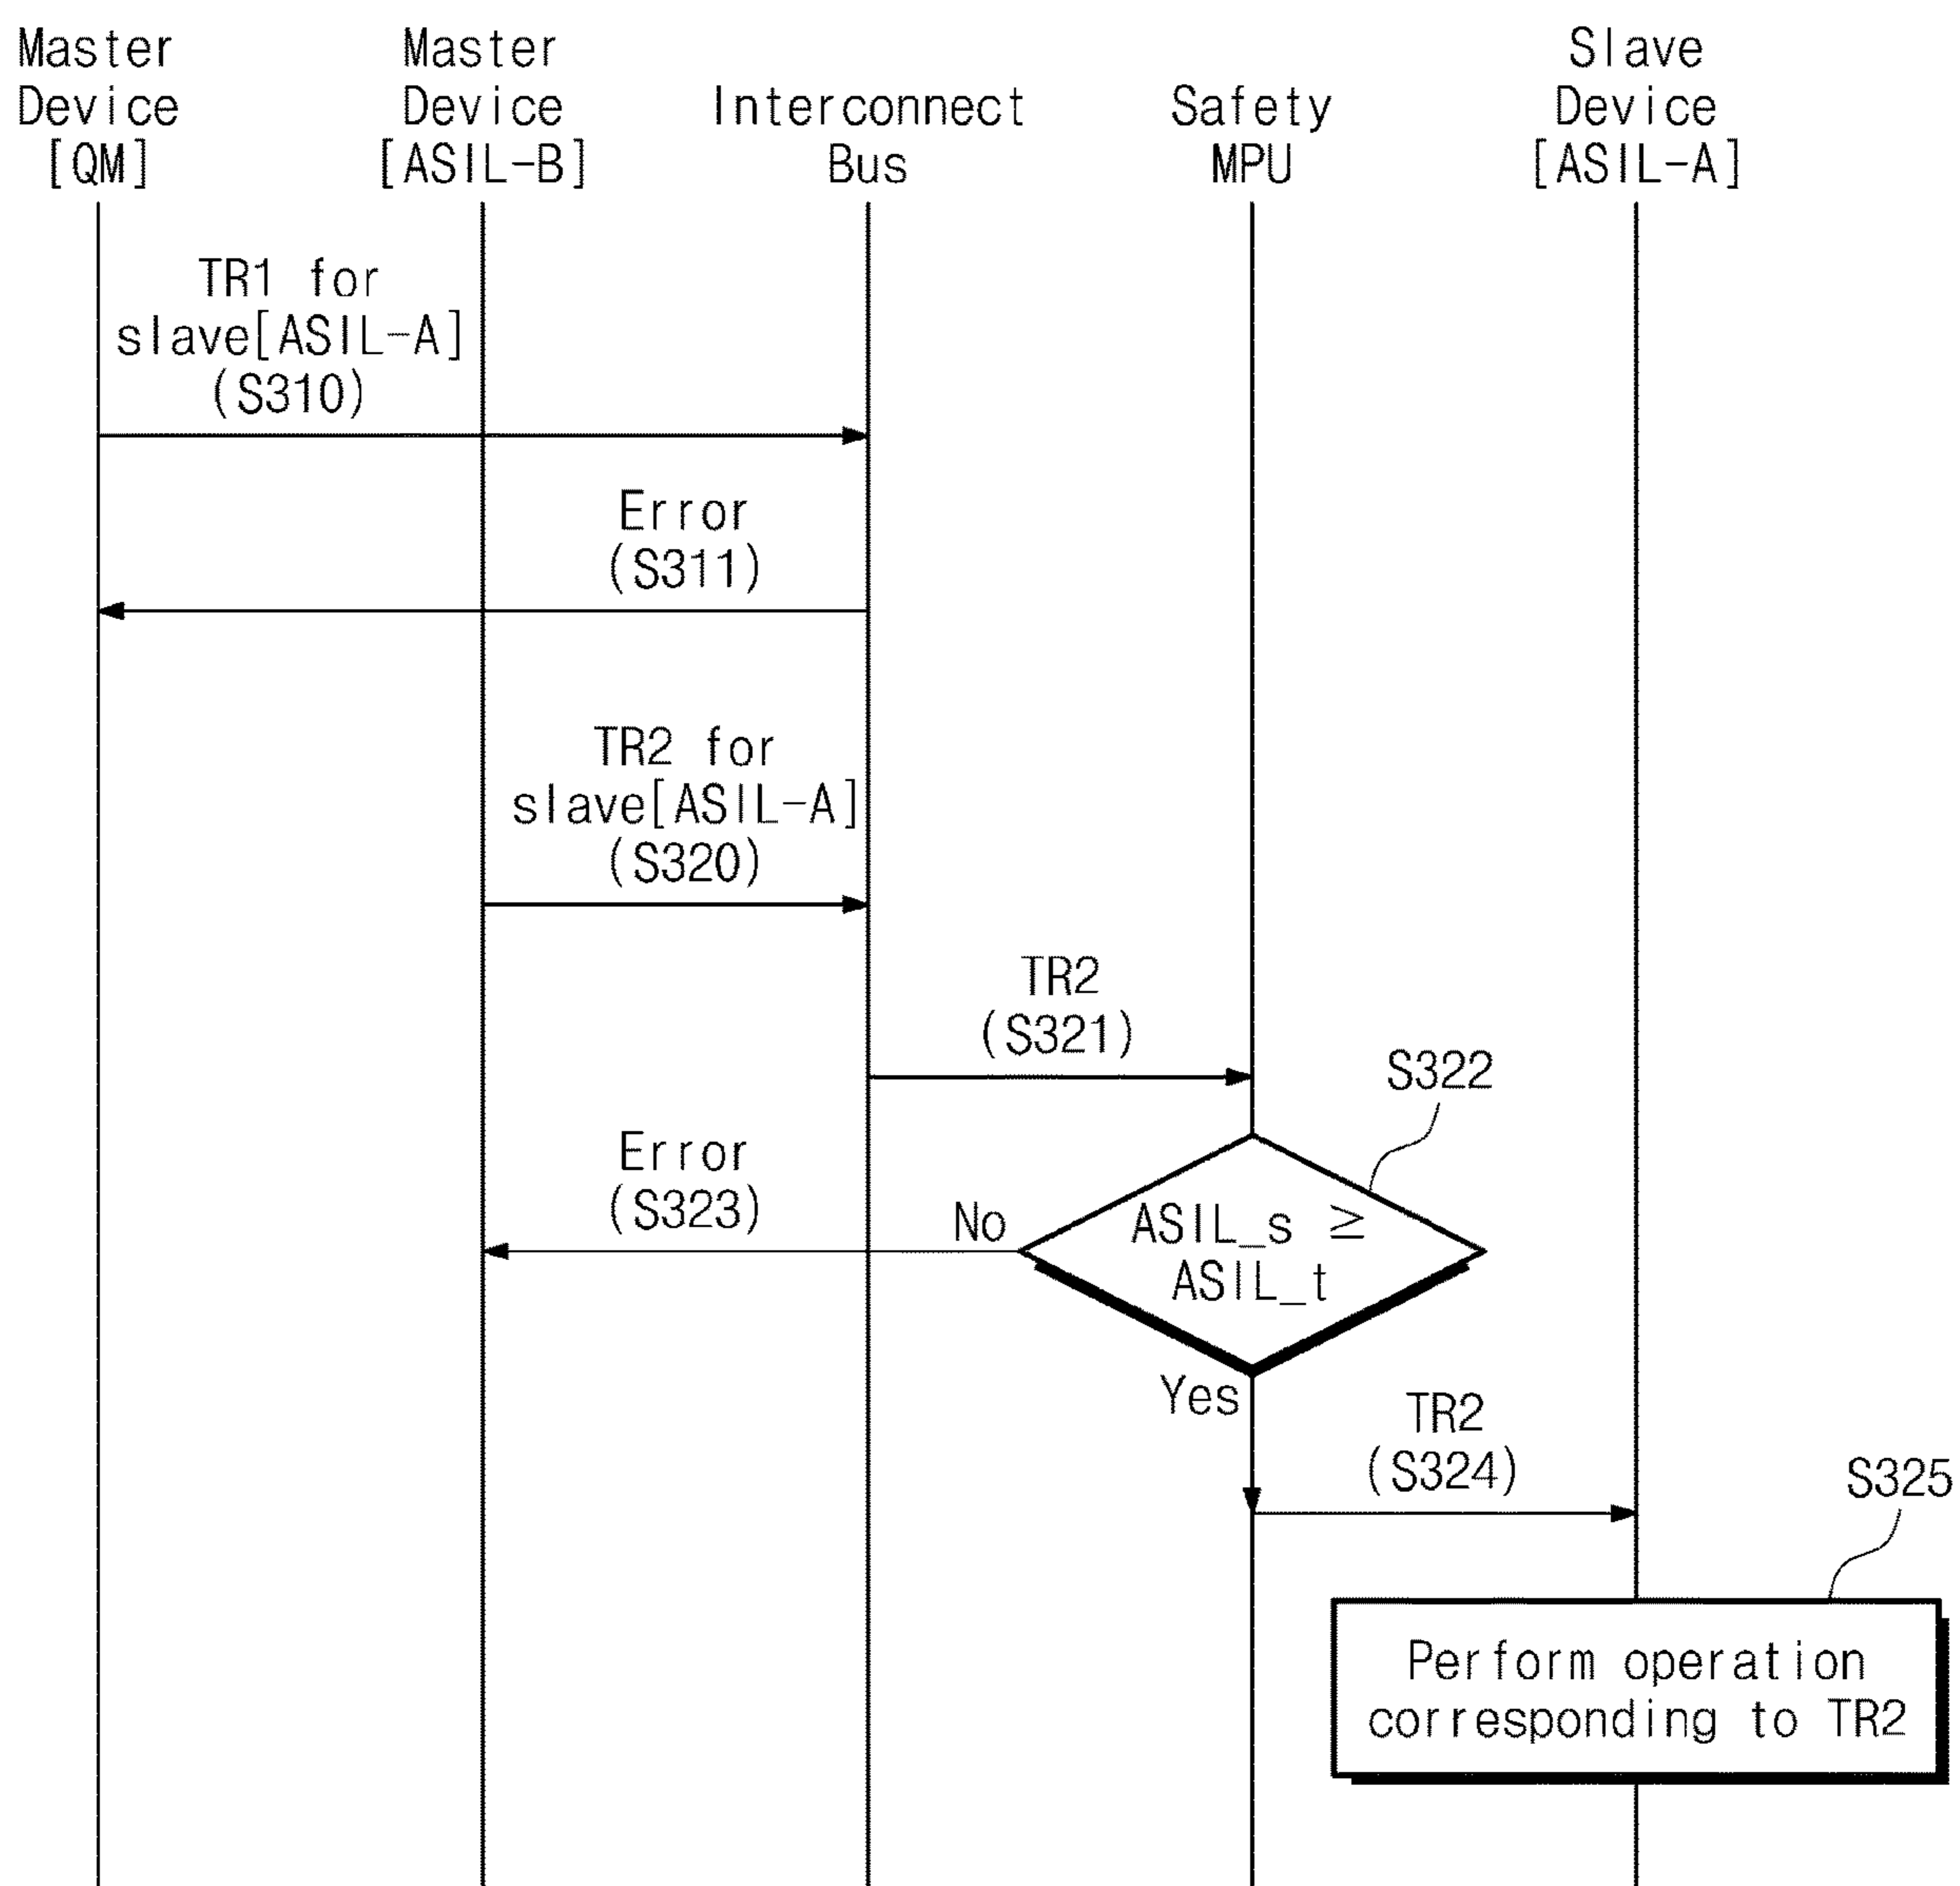 Master
Device
[QM]
Master
Device
[ASIL-B]
Interconnect
Bus
Safety
MPU
Slave
Device
[ASIL-A]
TR1 for
slave[ASIL-A]
(S310)
Error
(S311)
TR2 for
slave[ASIL-A]
(S320)
TR2
(S321)
S322
Error
(S323)
No
ASIL_s ≥
ASIL_t
Yes
TR2
(S324)
S325
Perform operation
corresponding to TR2